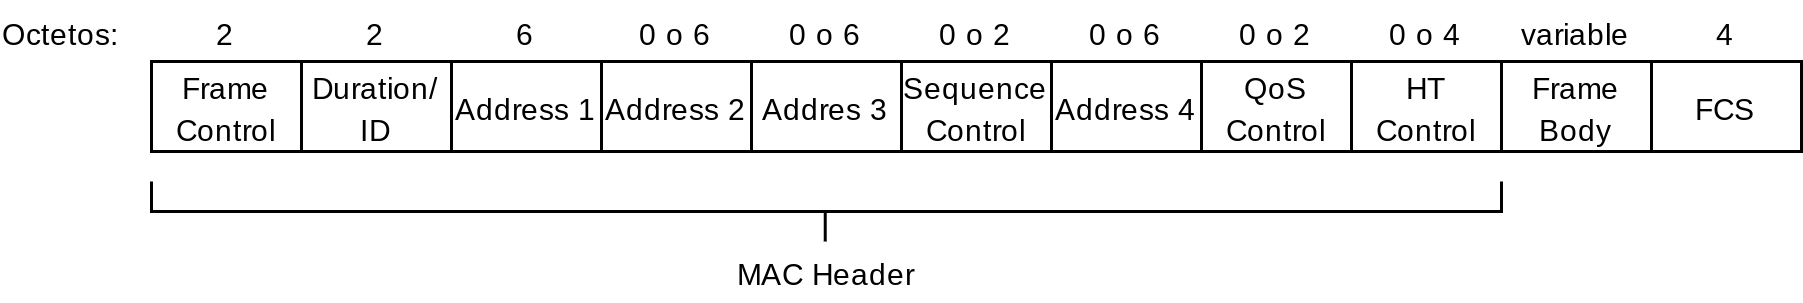 Octetos: 2 2 6 0 o 6 0 o 6 0 o 2 0 o 6 0 o 2 0 o 4 variable 4
Frame Control
Duration/ ID
Address 1
Address 2
Addres 3
Sequence Control
Address 4
QoS Control
HT Control
Frame Body
FCS
MAC Header